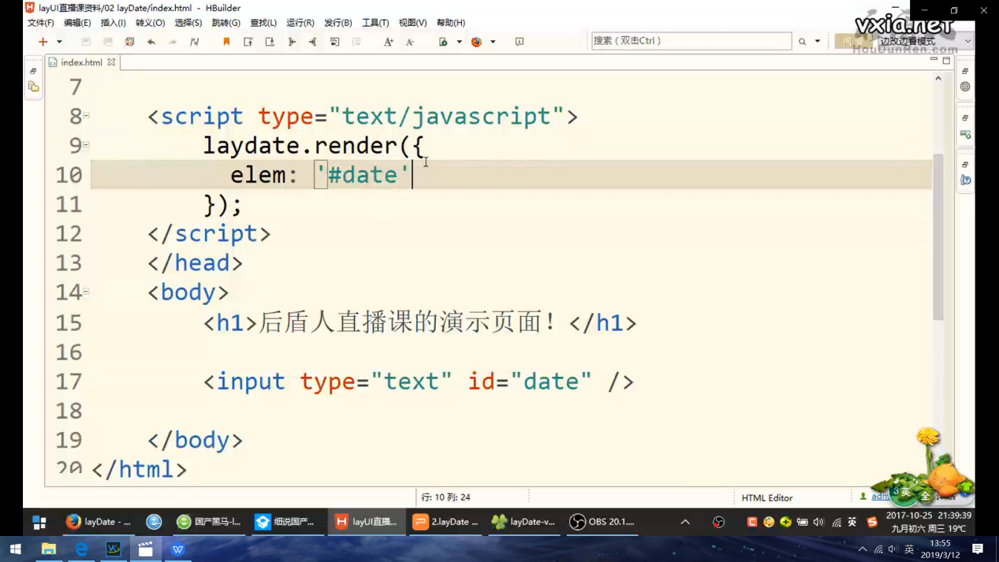 layUI直播课资料/02 layDate/index.html - HBuilder
文件(F) 编辑(E) 插入(I) 转义(O) 选择(S) 跳转(G) 查找(L) 运行(R) 发行(B) 工具(T) 视图(V) 帮助(H)
vxia.net
搜索（双击Ctrl）
边改边看模式
HouDunRen.com
index.html
7
8 <script type="text/javascript">
9 laydate.render({
10 elem: '#date'
11 });
12 </script>
13 </head>
14 <body>
15 <h1>后盾人直播课的演示页面！</h1>
16
17 <input type="text" id="date" />
18
19 </body>
20 </html>
行: 10 列: 24
HTML Editor
英
全
layDate - ...
国产黑马-l...
细说国产...
layUI直播...
2.layDate ...
layDate-v...
OBS 20.1....
英
2017-10-25 21:39:39
九月初六 周三 19℃
英
13:55
2019/3/12